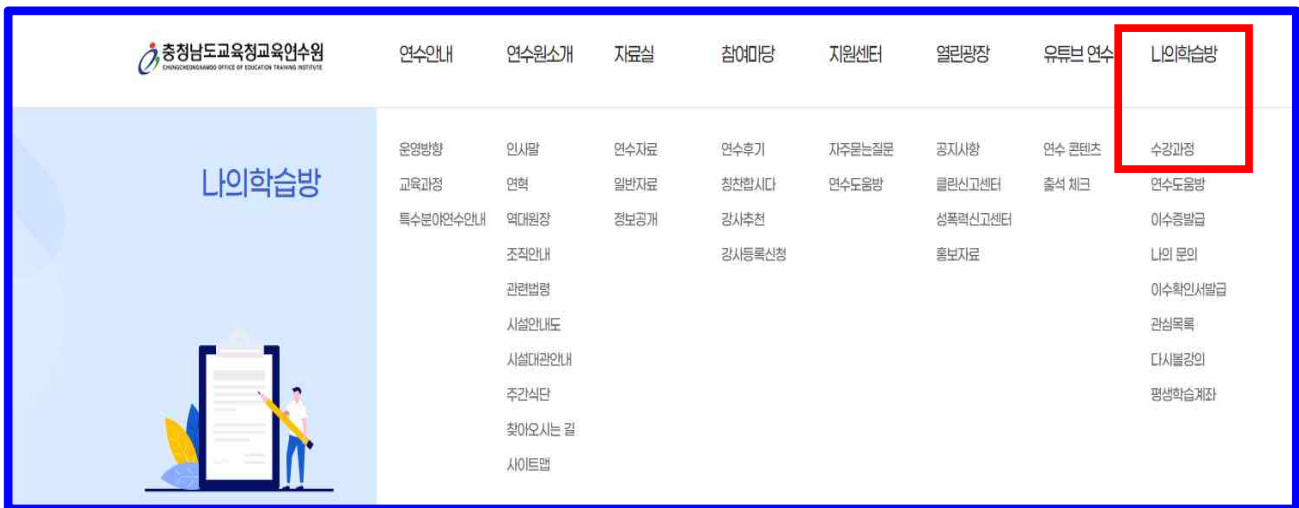 충청남도교육청교육연수원
CHUNGCHEONGNAMDO OFFICE OF EDUCATION TRAINING INSTITUTE
연수안내 연수원소개 자료실 참여마당 지원센터 열린광장 유튜브 연수 나의학습방
나의학습방
운영방향 인사말 연수자료 연수후기 자주묻는질문 공지사항 연수 콘텐츠 수강과정
교육과정 연혁 일반자료 칭찬합시다 연수도움방 클린신고센터 출석 체크 연수도움방
특수분야연수안내 역대원장 정보공개 강사추천 성폭력신고센터 이수증발급
조직안내 강사등록신청 홍보자료 나의 문의
관련법령 이수확인서발급
시설안내도 관심목록
시설대관안내 다시볼강의
주간식단 평생학습계좌
찾아오시는 길
사이트맵